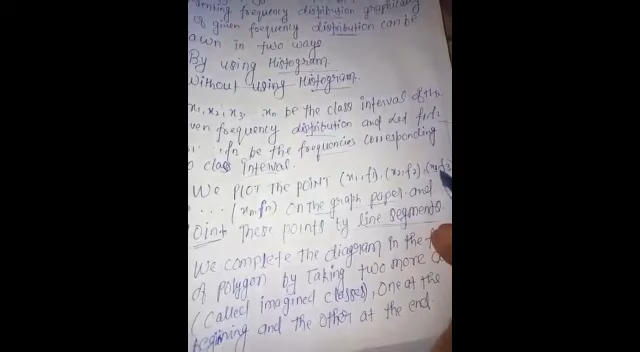 frequency distribution graphically
of given frequency distribution can be
awn in two ways
By using Histogram
Without using Histogram.
x1, x2, x3, xn be the class interval of
ven frequency distribution and let f1, f2
fn be the frequencies corresponding
class interval.
We PLOT THE POINT (x1, f1), (x2, f2), (x3, f3
.... (xn, fn) on the graph paper and
Oint These points by line segments
We complete the diagram in the
of polygon by Taking two more
(called imagined classes), One at the
begining and the other at the end.